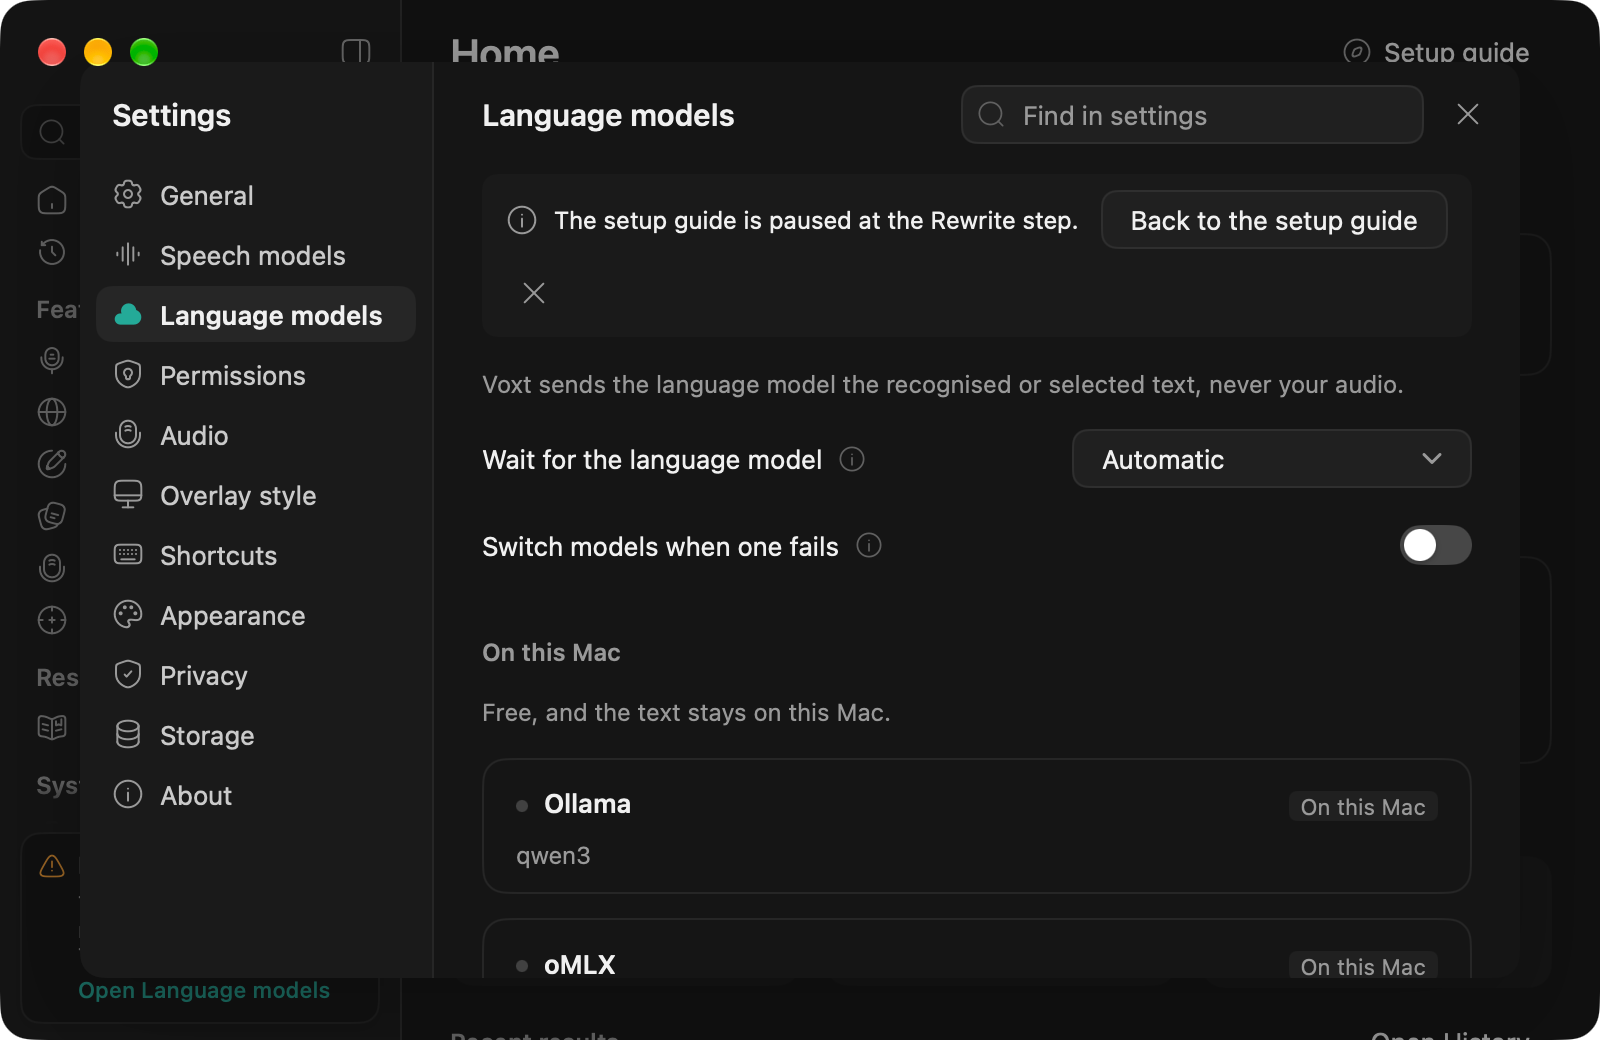 Home
Setup guide
Settings
General
Speech models
Language models
Permissions
Audio
Overlay style
Shortcuts
Appearance
Privacy
Storage
About
Language models
Find in settings
The setup guide is paused at the Rewrite step.
Back to the setup guide
Voxt sends the language model the recognised or selected text, never your audio.
Wait for the language model
Automatic
Switch models when one fails
On this Mac
Free, and the text stays on this Mac.
Ollama
On this Mac
qwen3
oMLX
On this Mac
Open Language models
Recent results
Open History